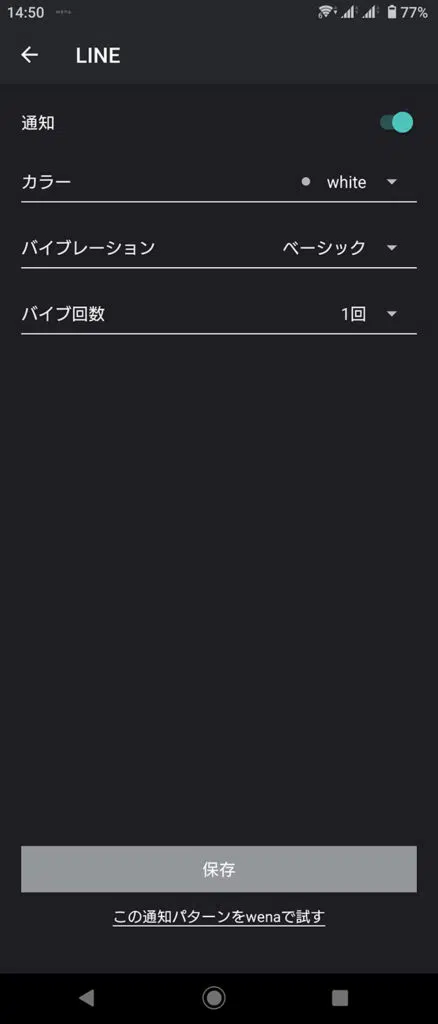 14:50 wena 77%
LINE
通知
カラー white
バイブレーション ベーシック
バイブ回数 1回
保存
この通知パターンをwenaで試す